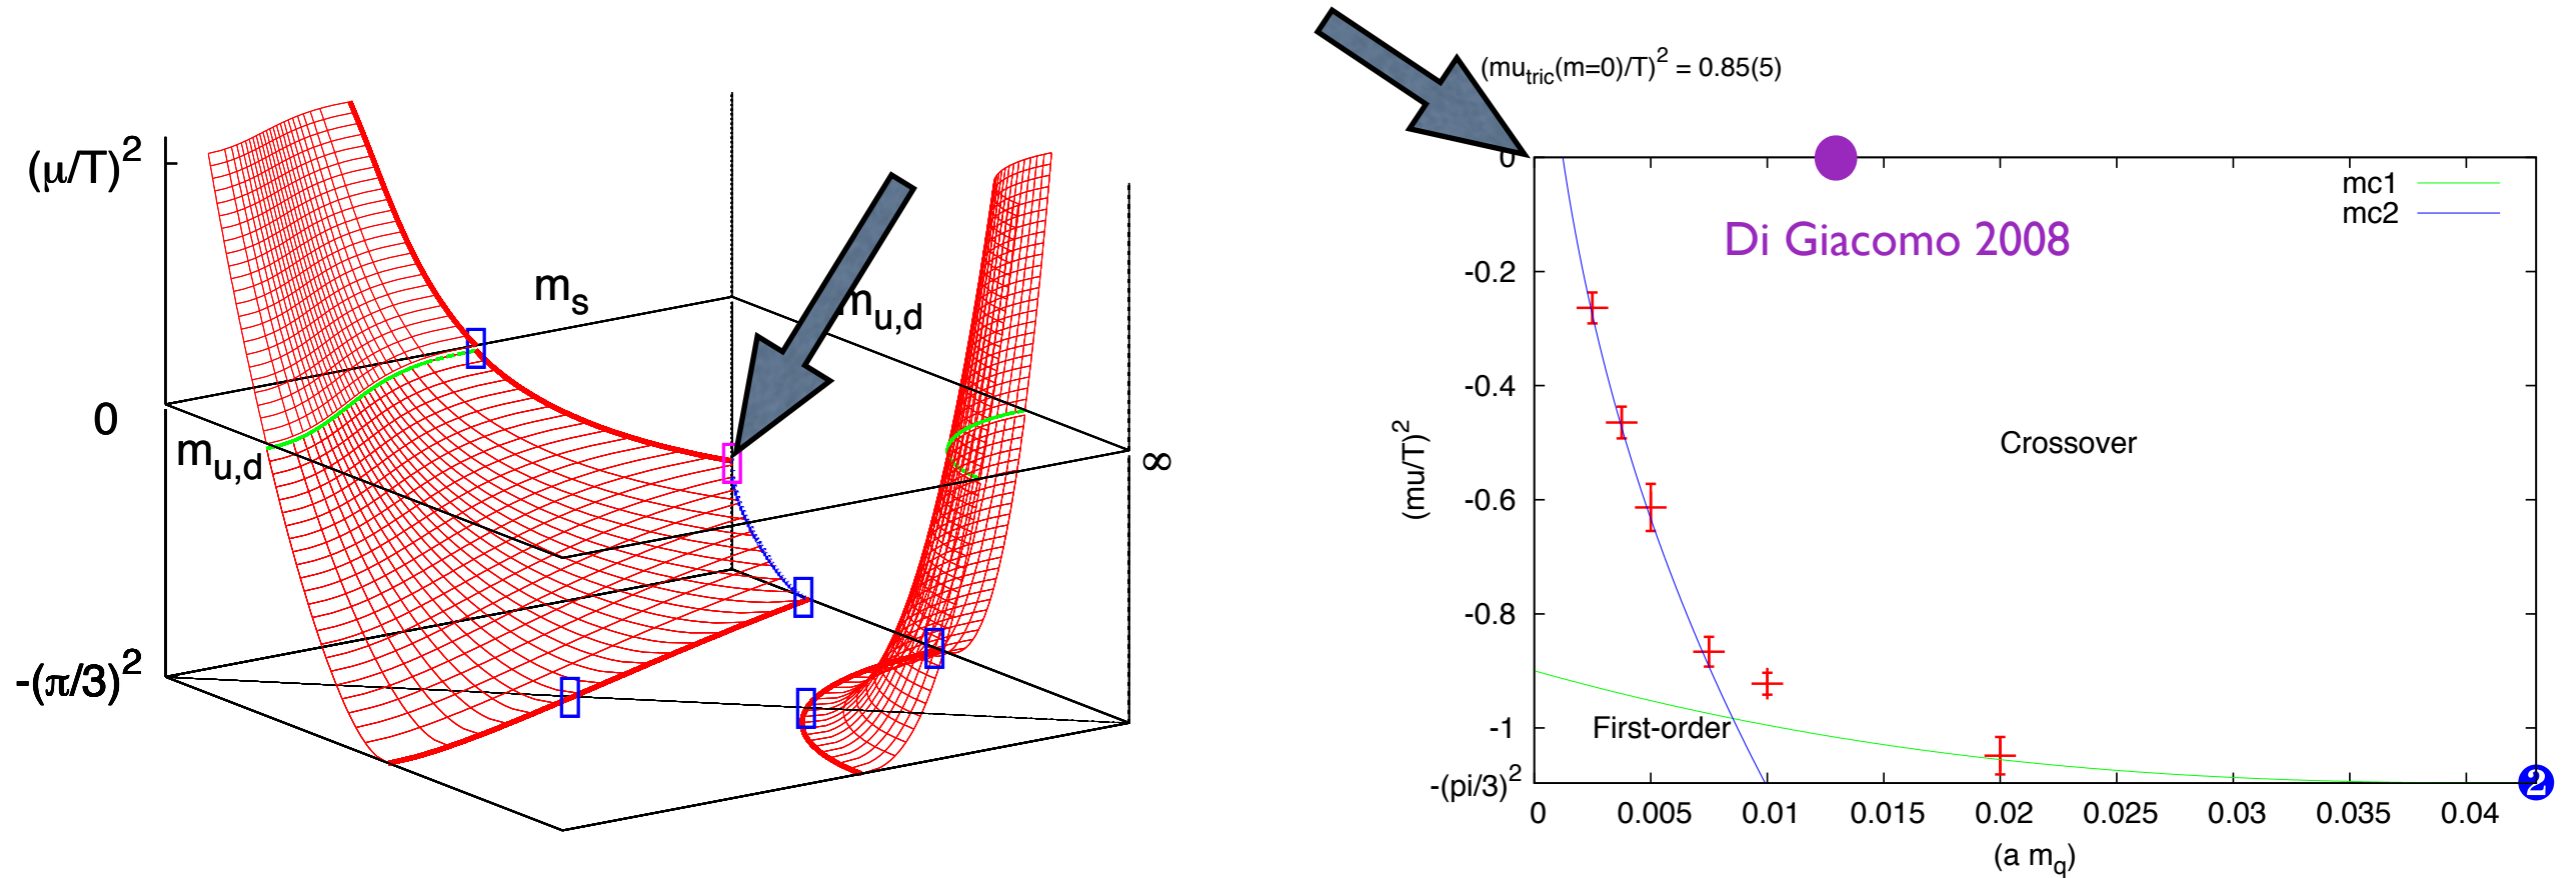 (μ/T)²
m_s
m_u,d
0
m_u,d
∞
-(π/3)²
(mu_tric(m=0)/T)² = 0.85(5)
0
mc1
mc2
Di Giacomo 2008
-0.2
-0.4
(mu/T)²
Crossover
-0.6
-0.8
First-order
-1
-(pi/3)²
2
0 0.005 0.01 0.015 0.02 0.025 0.03 0.035 0.04
(a m_q)